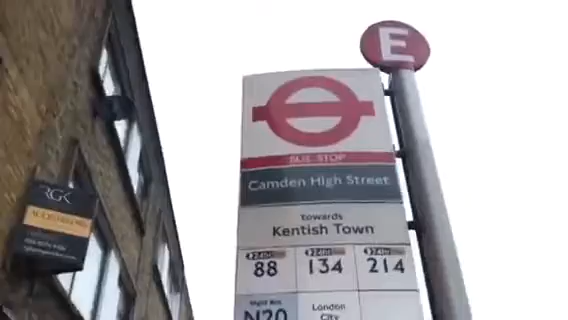 E
BUS STOP
Camden High Street
towards
Kentish Town
24hr 24hr 24hr
88 134 214
Night Bus London
N20 City
RGK